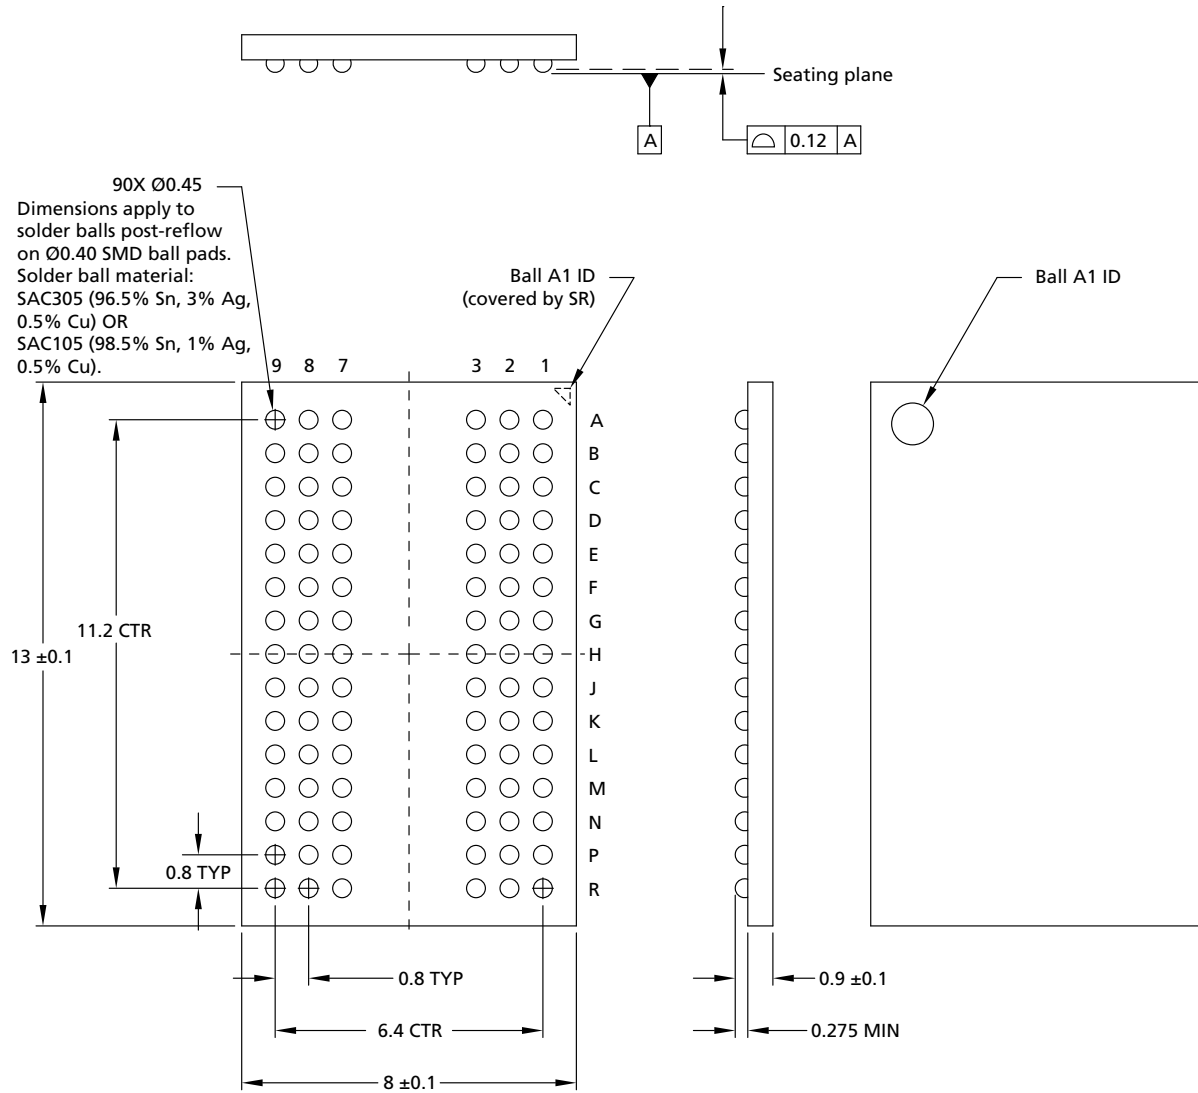 Seating plane
A
0.12 A
90X Ø0.45
Dimensions apply to
solder balls post-reflow
on Ø0.40 SMD ball pads.
Solder ball material:
SAC305 (96.5% Sn, 3% Ag,
0.5% Cu) OR
SAC105 (98.5% Sn, 1% Ag,
0.5% Cu).
Ball A1 ID
(covered by SR)
Ball A1 ID
9 8 7 3 2 1
A
B
C
D
E
F
G
H
J
K
L
M
N
P
R
11.2 CTR
13 ±0.1
0.8 TYP
0.8 TYP
6.4 CTR
8 ±0.1
0.9 ±0.1
0.275 MIN